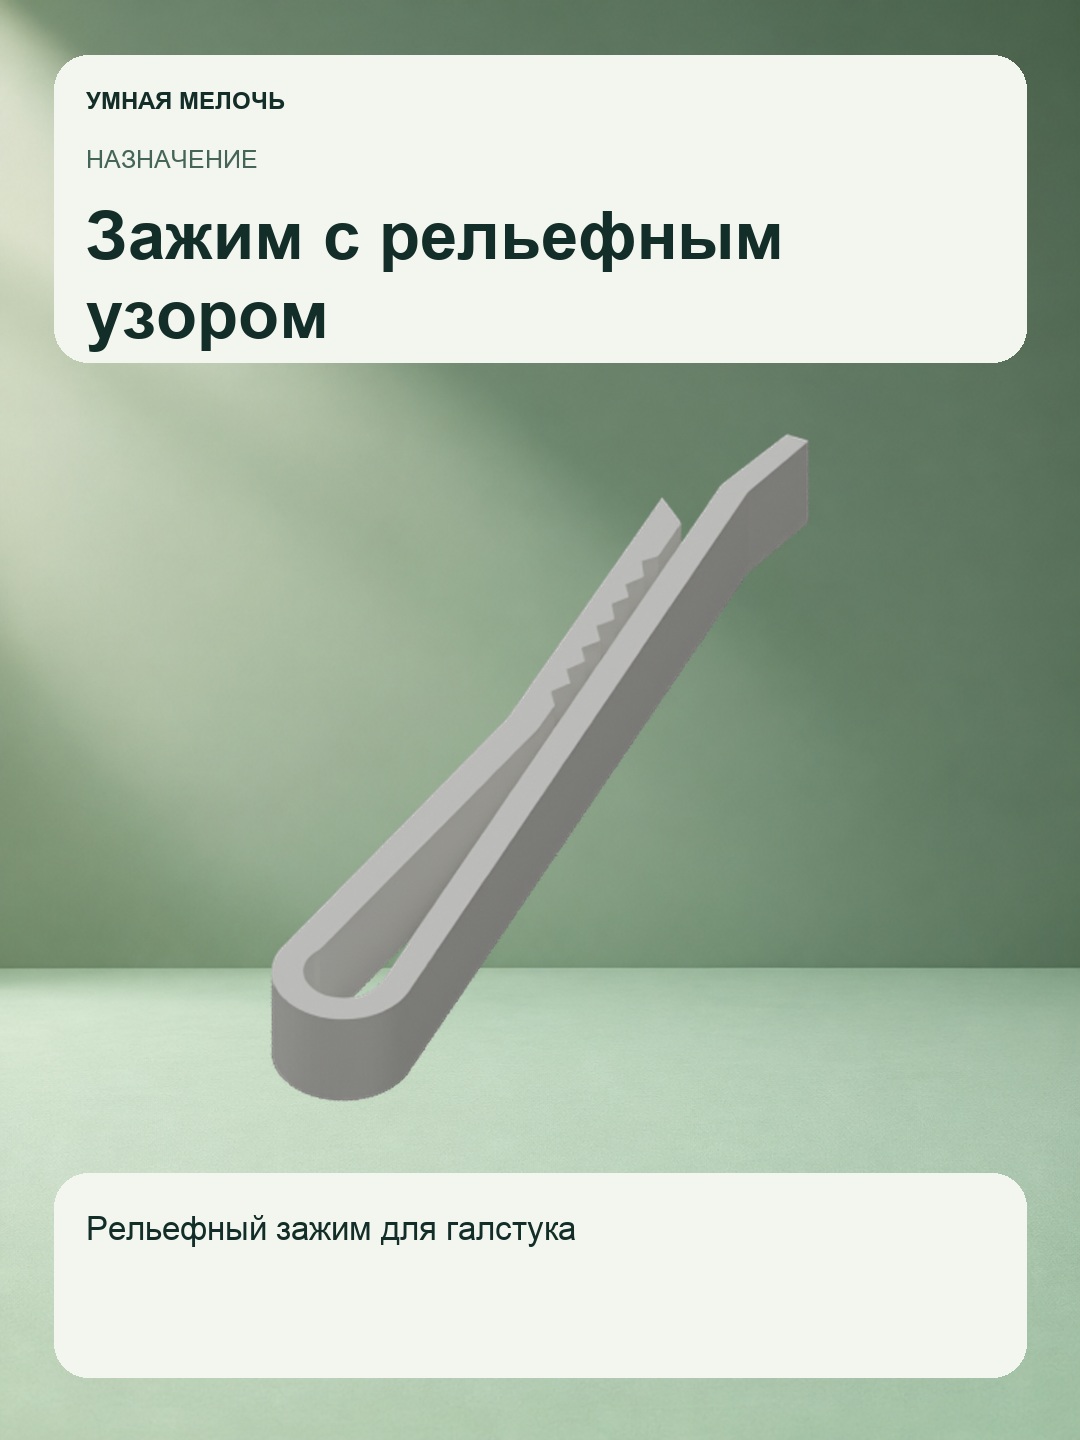 УМНАЯ МЕЛОЧЬ
НАЗНАЧЕНИЕ
Зажим с рельефным
узором
Рельефный зажим для галстука